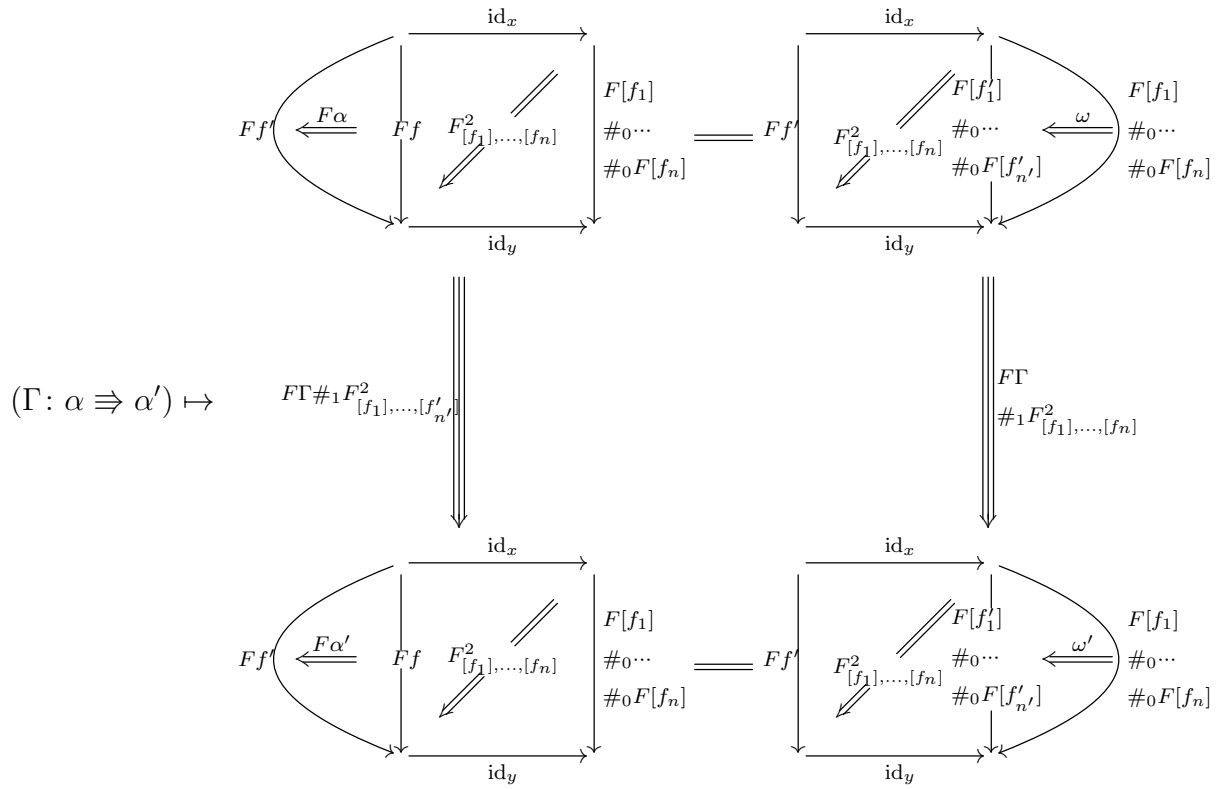 id_x id_x
F[f_1] F[f'_1] F[f_1]
Ff' Fα Ff F^2_{[f_1],...,[f_n]} #_0··· Ff' F^2_{[f_1],...,[f_n]} #_0··· ω #_0···
#_0F[f_n] #_0F[f'_{n'}] #_0F[f_n]
id_y id_y
(Γ: α ⇛ α') ↦ FΓ#_1F^2_{[f_1],...,[f'_{n'}]} FΓ
#_1F^2_{[f_1],...,[f_n]}
id_x id_x
F[f_1] F[f'_1] F[f_1]
Ff' Fα' Ff F^2_{[f_1],...,[f_n]} #_0··· Ff' F^2_{[f_1],...,[f_n]} #_0··· ω' #_0···
#_0F[f_n] #_0F[f'_{n'}] #_0F[f_n]
id_y id_y